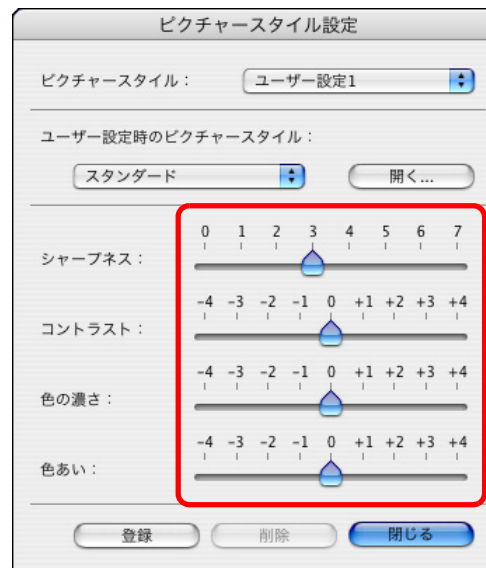 ピクチャースタイル設定
ピクチャースタイル： ユーザー設定1
ユーザー設定時のピクチャースタイル：
スタンダード 開く...
0 1 2 3 4 5 6 7
シャープネス：
-4 -3 -2 -1 0 +1 +2 +3 +4
コントラスト：
-4 -3 -2 -1 0 +1 +2 +3 +4
色の濃さ：
-4 -3 -2 -1 0 +1 +2 +3 +4
色あい：
登録 削除 閉じる